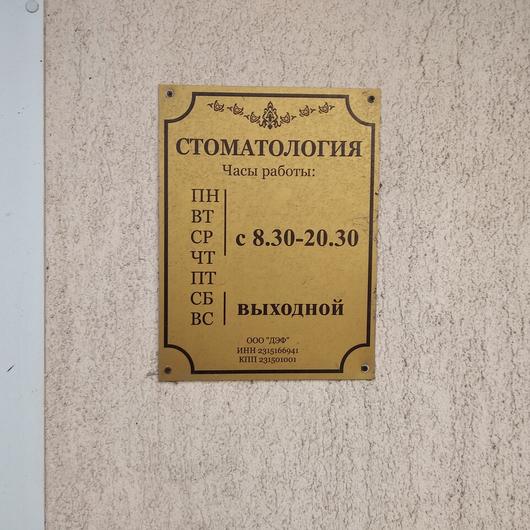 СТОМАТОЛОГИЯ
Часы работы:
ПН
ВТ
СР
ЧТ
ПТ
с 8.30-20.30
СБ
ВС
выходной
ООО "ДЭФ"
ИНН 2315166941
КПП 231501001